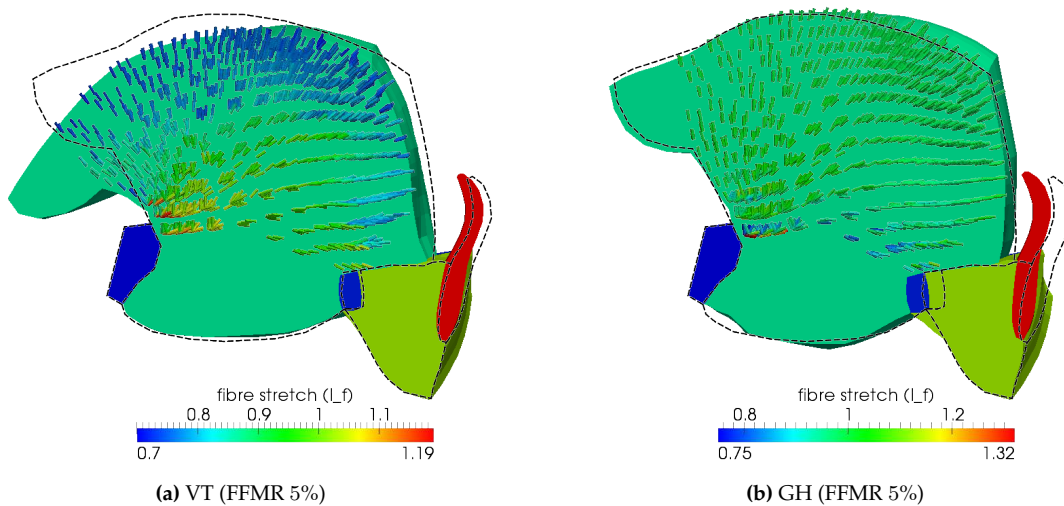 fibre stretch (l_f)
0.8 0.9 1 1.1
0.7 1.19
(a) VT (FFMR 5%)
fibre stretch (l_f)
0.8 1 1.2
0.75 1.32
(b) GH (FFMR 5%)